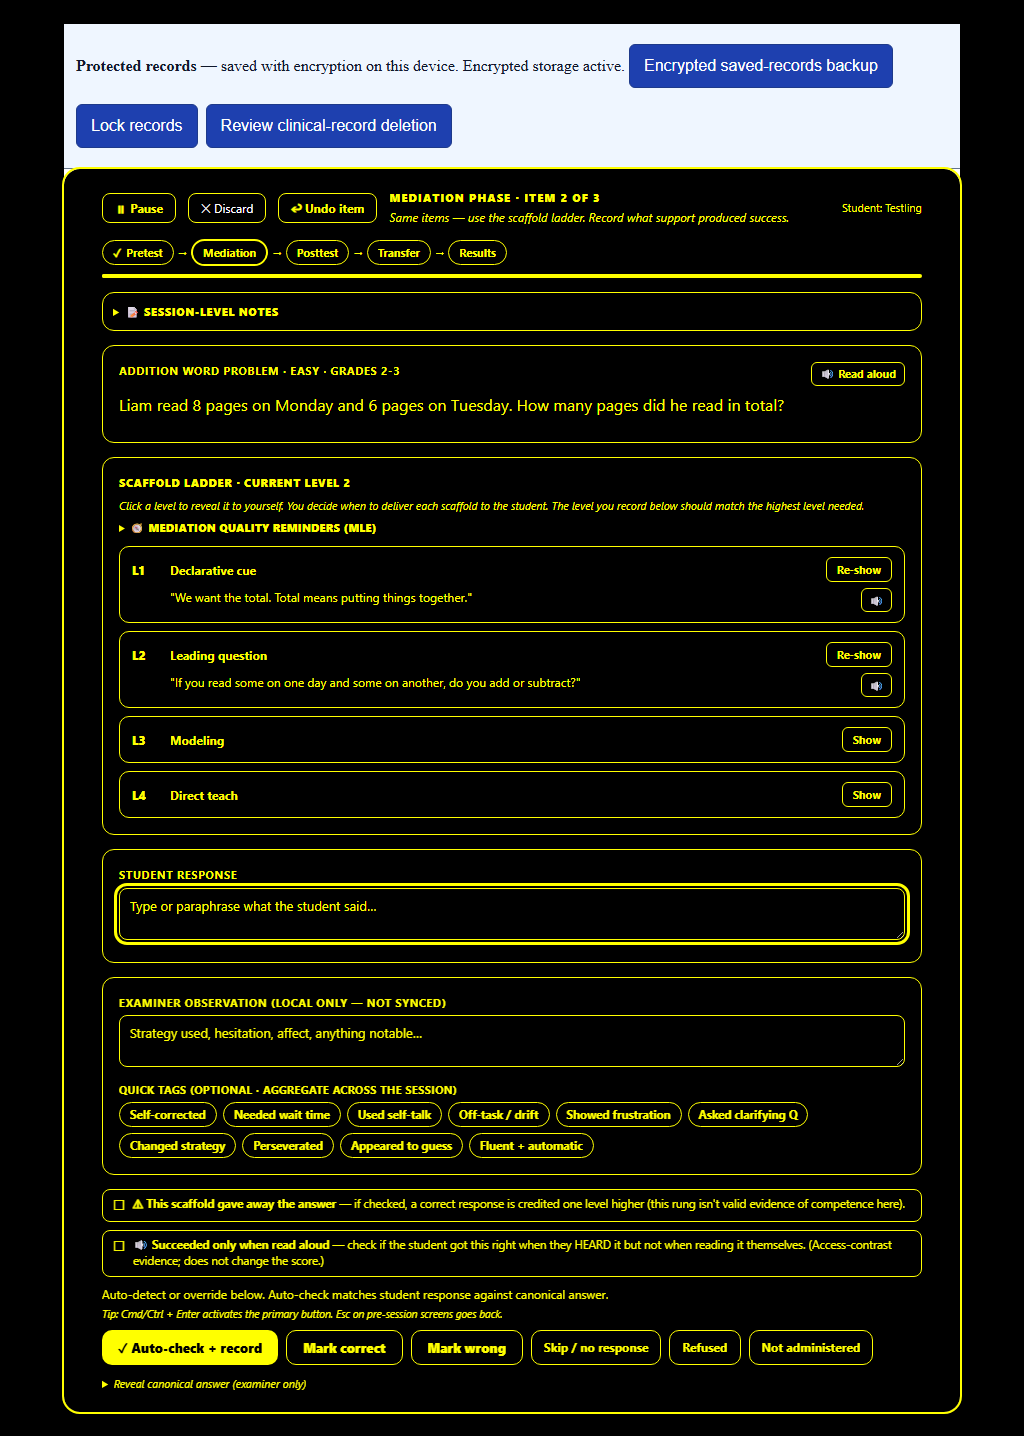 Protected records — saved with encryption on this device. Encrypted storage active. Encrypted saved-records backup
Lock records Review clinical-record deletion
⏸ Pause ✕ Discard ↩ Undo item MEDIATION PHASE · ITEM 2 OF 3
Same items — use the scaffold ladder. Record what support produced success.
Student: Testling
✓ Pretest → Mediation → Posttest → Transfer → Results
▸ 📝 SESSION-LEVEL NOTES
ADDITION WORD PROBLEM · EASY · GRADES 2-3 🔊 Read aloud
Liam read 8 pages on Monday and 6 pages on Tuesday. How many pages did he read in total?
SCAFFOLD LADDER · CURRENT LEVEL 2
Click a level to reveal it to yourself. You decide when to deliver each scaffold to the student. The level you record below should match the highest level needed.
▸ 🧭 MEDIATION QUALITY REMINDERS (MLE)
L1 Declarative cue Re-show
"We want the total. Total means putting things together." 🔊
L2 Leading question Re-show
"If you read some on one day and some on another, do you add or subtract?" 🔊
L3 Modeling Show
L4 Direct teach Show
STUDENT RESPONSE
Type or paraphrase what the student said...
EXAMINER OBSERVATION (LOCAL ONLY — NOT SYNCED)
Strategy used, hesitation, affect, anything notable...
QUICK TAGS (OPTIONAL · AGGREGATE ACROSS THE SESSION)
Self-corrected Needed wait time Used self-talk Off-task / drift Showed frustration Asked clarifying Q
Changed strategy Perseverated Appeared to guess Fluent + automatic
☐ ⚠ This scaffold gave away the answer — if checked, a correct response is credited one level higher (this rung isn't valid evidence of competence here).
☐ 🔊 Succeeded only when read aloud — check if the student got this right when they HEARD it but not when reading it themselves. (Access-contrast
evidence; does not change the score.)
Auto-detect or override below. Auto-check matches student response against canonical answer.
Tip: Cmd/Ctrl + Enter activates the primary button. Esc on pre-session screens goes back.
✓ Auto-check + record Mark correct Mark wrong Skip / no response Refused Not administered
▸ Reveal canonical answer (examiner only)